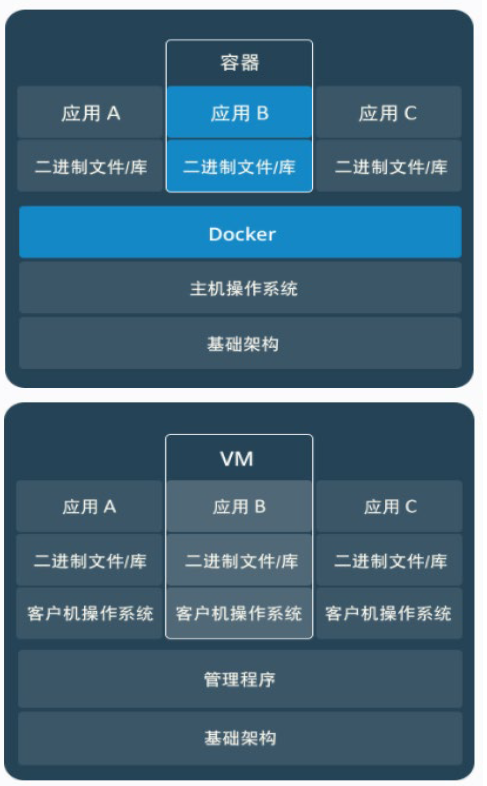 容器
应用 A 应用 B 应用 C
二进制文件/库 二进制文件/库 二进制文件/库
Docker
主机操作系统
基础架构
VM
应用 A 应用 B 应用 C
二进制文件/库 二进制文件/库 二进制文件/库
客户机操作系统 客户机操作系统 客户机操作系统
管理程序
基础架构